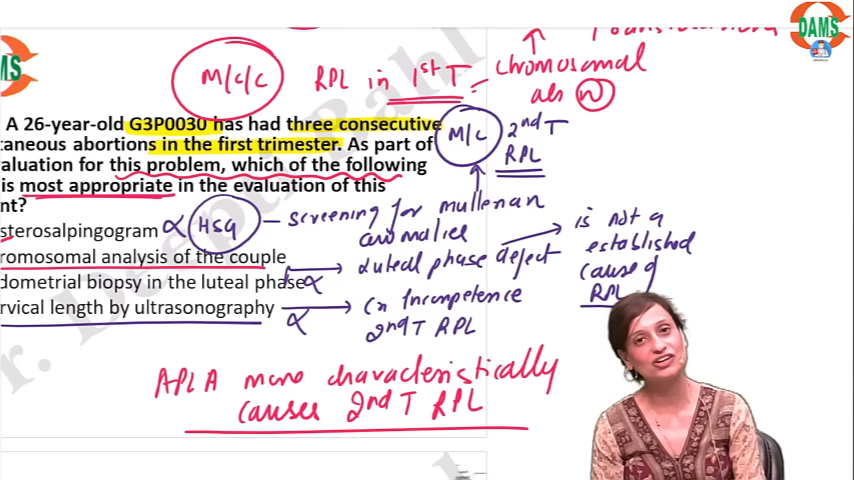 DAMS
MS
M/C/C RPL in 1st T - chromosomal
abs
A 26-year-old G3P0030 has had three consecutive
taneous abortions in the first trimester. As part of
aluation for this problem, which of the following
is most appropriate in the evaluation of this
nt?
M/C 2nd T
RPL
sterosalpingogram
HSG - screening for mullerian
anomalies
romosomal analysis of the couple
dometrial biopsy in the luteal phase
Luteal phase defect
is not a
established
cause of
RPL
rvical length by ultrasonography
Cx Incompetence
2nd T RPL
APLA more characteristically
causes 2nd T RPL